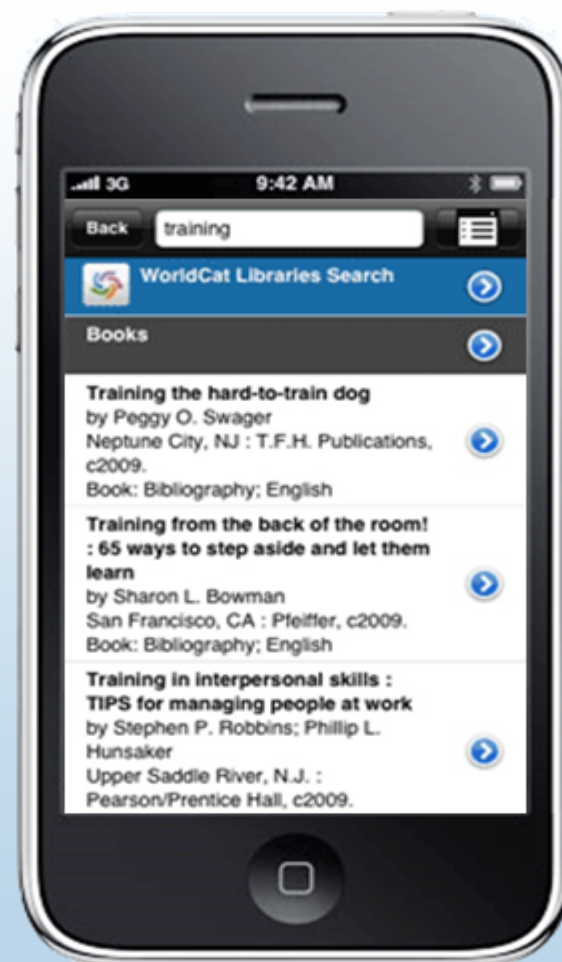 3G 9:42 AM
Back training
WorldCat Libraries Search
Books
Training the hard-to-train dog
by Peggy O. Swager
Neptune City, NJ : T.F.H. Publications,
c2009.
Book: Bibliography; English
Training from the back of the room!
: 65 ways to step aside and let them
learn
by Sharon L. Bowman
San Francisco, CA : Pfeiffer, c2009.
Book: Bibliography; English
Training in interpersonal skills :
TIPS for managing people at work
by Stephen P. Robbins; Phillip L.
Hunsaker
Upper Saddle River, N.J. :
Pearson/Prentice Hall, c2009.